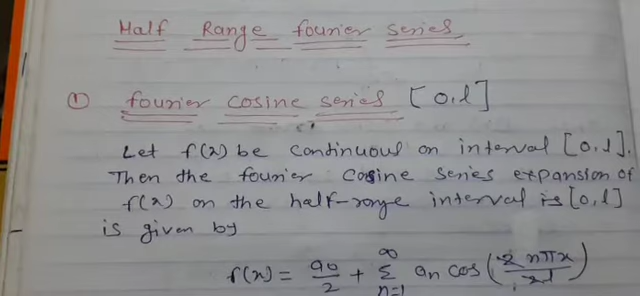 Half Range fourier series
① fourier cosine series [0,l]
Let f(x) be continuous on interval [0,l].
Then the fourier cosine series expansion of
f(x) on the half-range interval is [0,l]
is given by
f(x) = a0/2 + ∞Σn=1 an cos (2nπx/2l)